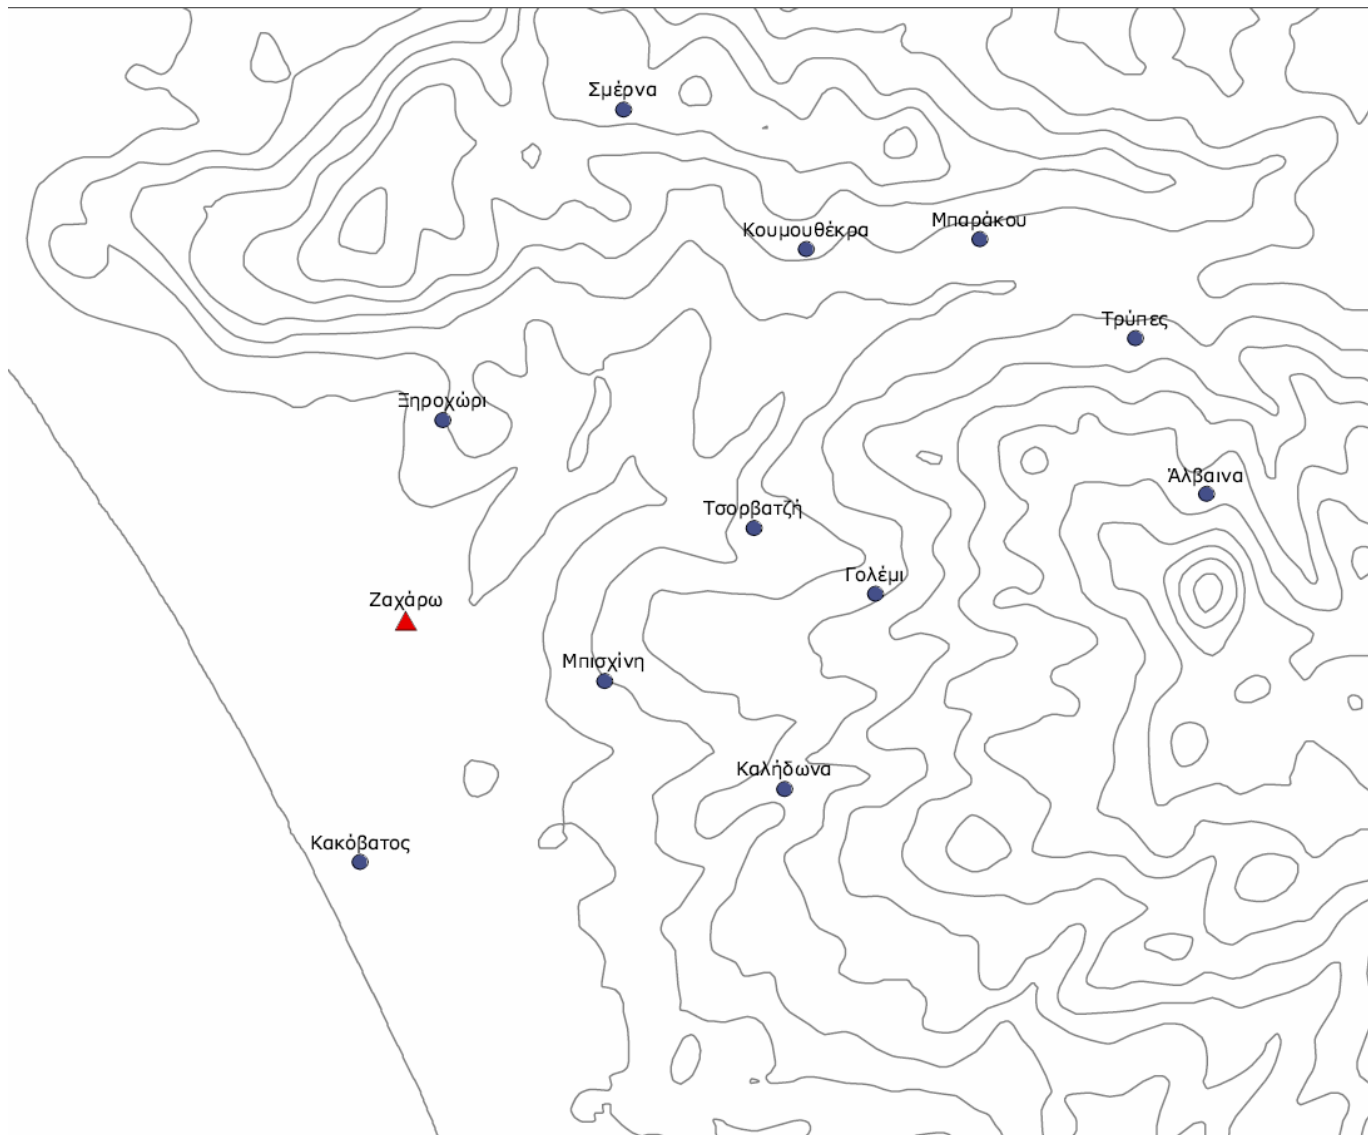 Σμέρνα
Κουμουθέκρα
Μπαράκου
Τρύπες
Ξηροχώρι
Άλβαινα
Τσορβατζή
Γολέμι
Ζαχάρω
Μπισχίνη
Καλήδωνα
Κακόβατος